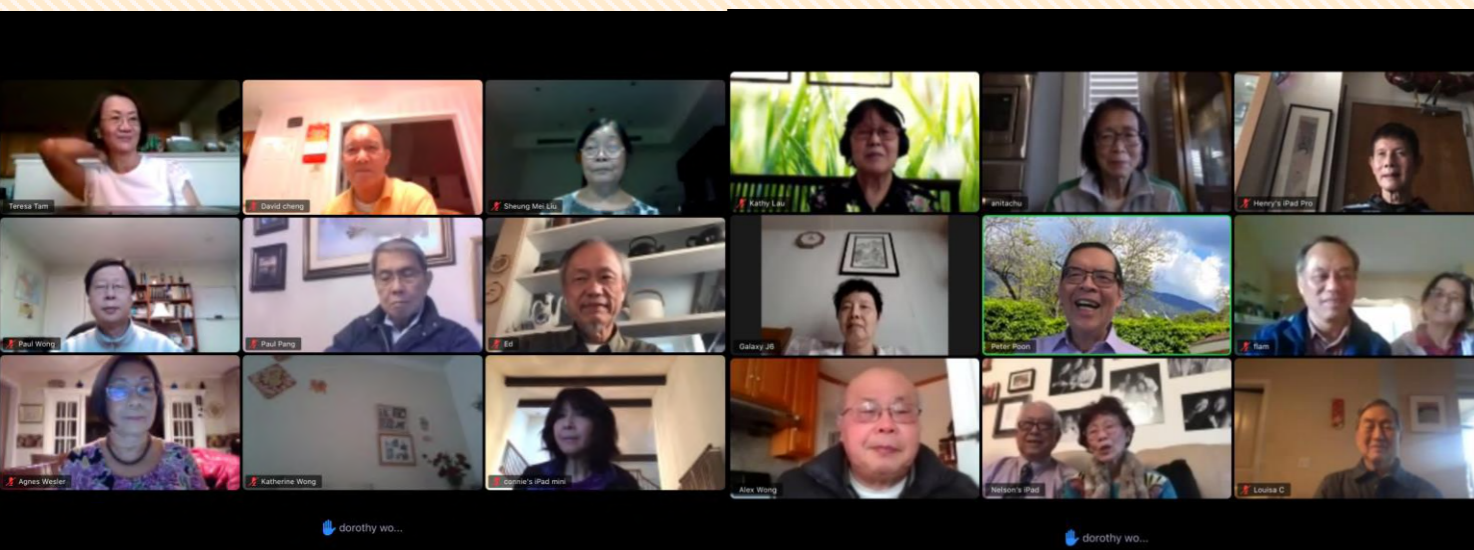 Teresa Tam
David cheng
Sheung Mei Liu
Paul Wong
Paul Pang
Ed
Agnes Wesler
Katherine Wong
connie's iPad mini
dorothy wo...
Kathy Lau
anitachu
Henry's iPad Pro
Galaxy J6
Peter Poon
flam
Alex Wong
Nelson's iPad
Louisa C
dorothy wo...